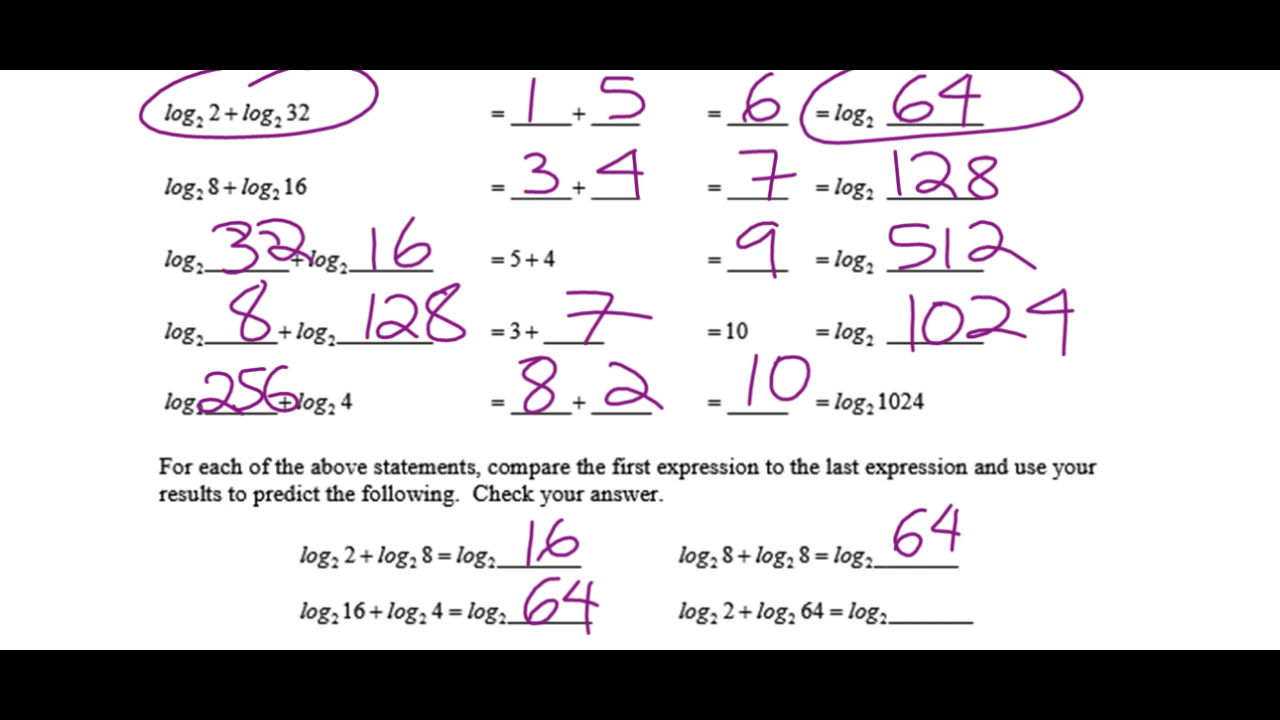 log₂ 2 + log₂ 32 = 1 + 5 = 6 = log₂ 64
log₂ 8 + log₂ 16 = 3 + 4 = 7 = log₂ 128
log₂ 32 + log₂ 16 = 5 + 4 = 9 = log₂ 512
log₂ 8 + log₂ 128 = 3 + 7 = 10 = log₂ 1024
log₂ 256 + log₂ 4 = 8 + 2 = 10 = log₂ 1024
For each of the above statements, compare the first expression to the last expression and use your
results to predict the following. Check your answer.
log₂ 2 + log₂ 8 = log₂ 16 log₂ 8 + log₂ 8 = log₂ 64
log₂ 16 + log₂ 4 = log₂ 64 log₂ 2 + log₂ 64 = log₂ ______